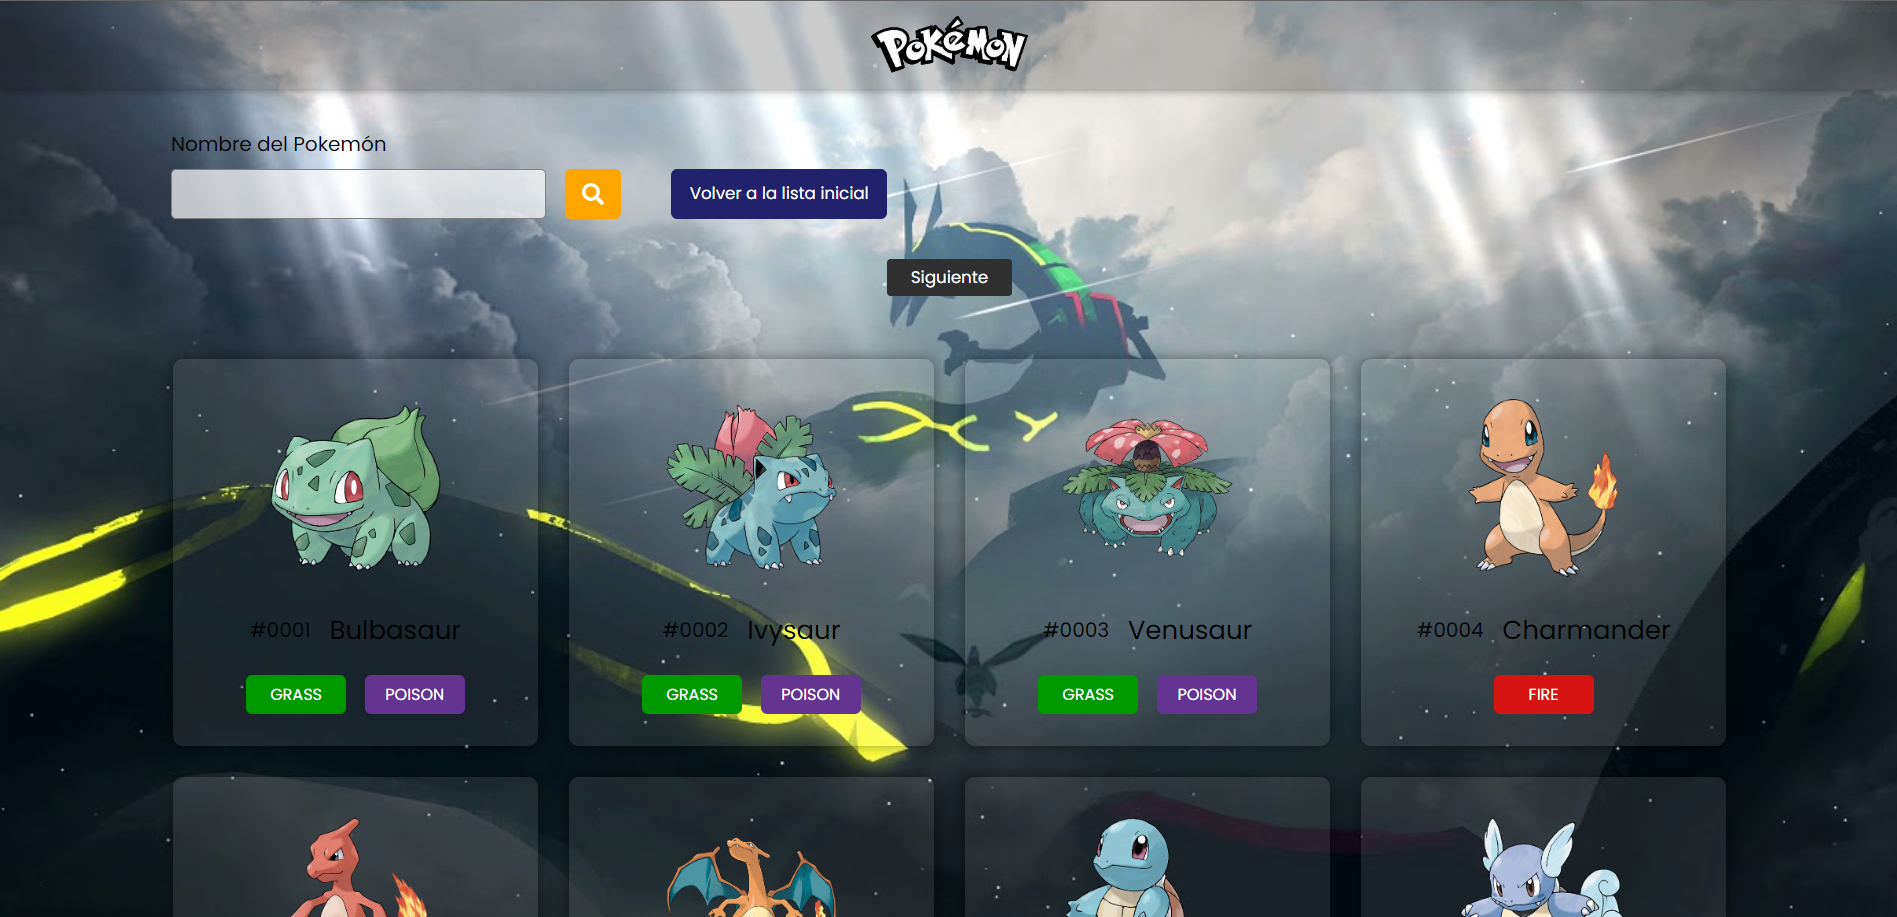 Pokémon
Nombre del Pokemón
Volver a la lista inicial
Siguiente
#0001 Bulbasaur
GRASS POISON
#0002 Ivysaur
GRASS POISON
#0003 Venusaur
GRASS POISON
#0004 Charmander
FIRE